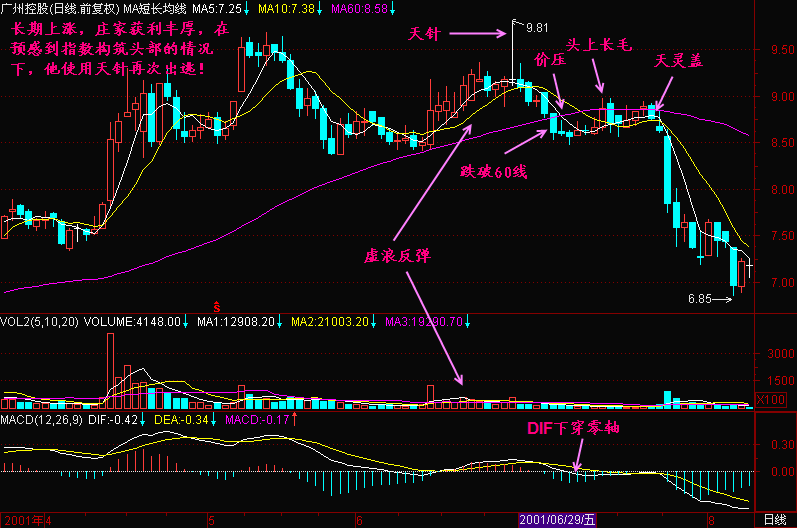 广州控股(日线.前复权) MA短长均线 MA5:7.25↓ MA10:7.38↓ MA60:8.58↓
长期上涨，庄家获利丰厚，在
预感到指数构筑头部的情况
下，他使用天针再次出逃！
天针
9.81
价压
头上长毛
天灵盖
9.50
9.00
8.50
8.00
7.50
7.00
跌破60线
虚浪反弹
6.85
S
VOL2(5,10,20) VOLUME:4148.00↓ MA1:12908.20↓ MA2:21003.20↓ MA3:19290.70↓
3000
1500
X100
MACD(12,26,9) DIF:-0.42↓ DEA:-0.34↓ MACD:-0.17↑
DIF下穿零轴
0.30
0.00
2001年4
5
6
2001/06/29/五
8
日线